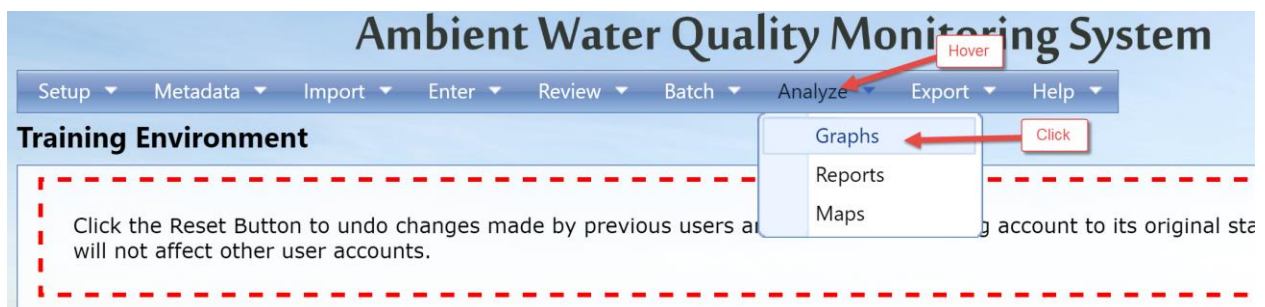 Ambient Water Quality Monitoring System
Hover
Setup Metadata Import Enter Review Batch Analyze Export Help
Training Environment
Graphs
Click
Reports
Maps
Click the Reset Button to undo changes made by previous users account to its original
will not affect other user accounts.